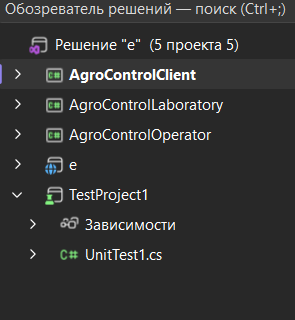 Обозреватель решений — поиск (Ctrl+;)
Решение "e" (5 проекта 5)
AgroControlClient
AgroControlLaboratory
AgroControlOperator
e
TestProject1
Зависимости
UnitTest1.cs